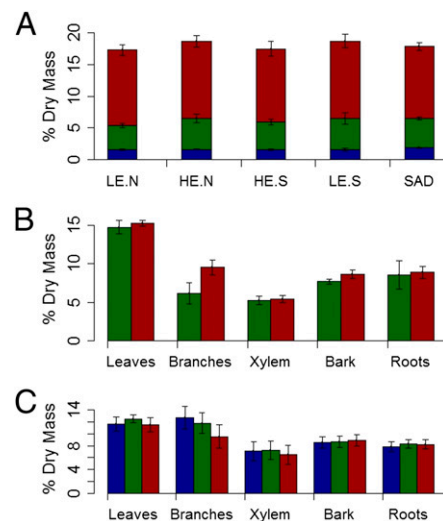 A
% Dry Mass
20
15
10
5
0
LE.N HE.N HE.S LE.S SAD
B
% Dry Mass
15
10
5
0
Leaves Branches Xylem Bark Roots
C
% Dry Mass
14
8
4
0
Leaves Branches Xylem Bark Roots